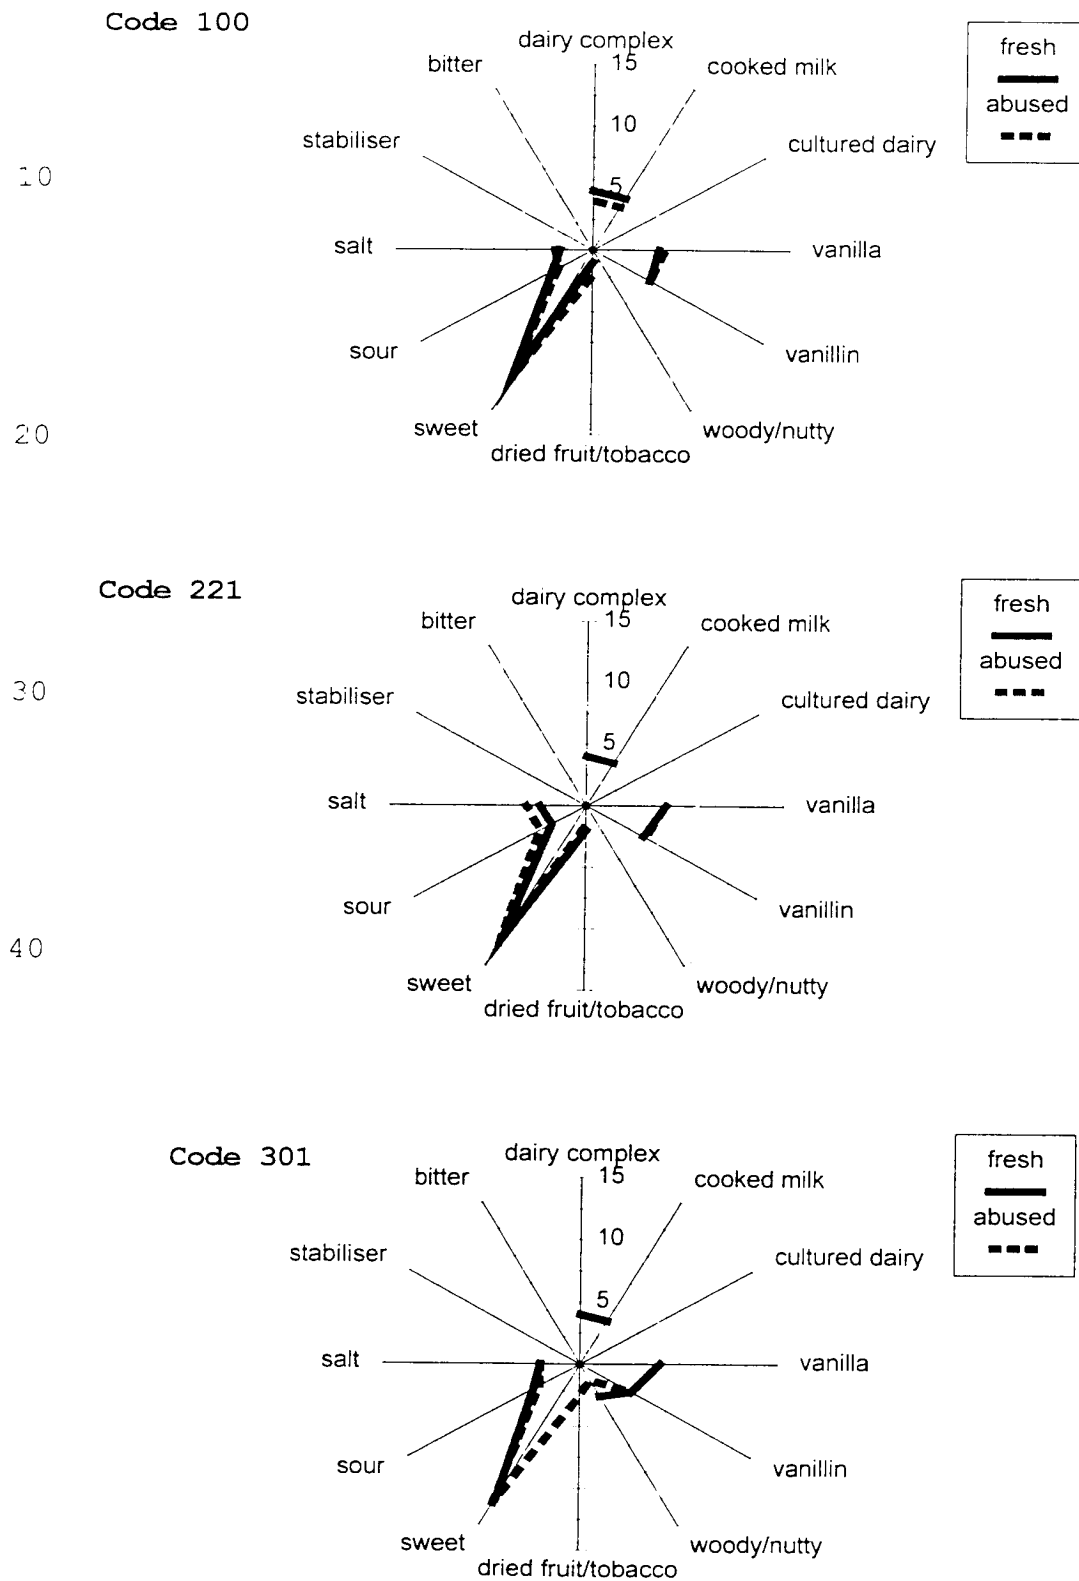 Code 100
dairy complex
15
bitter
cooked milk
fresh
abused
10
stabiliser
cultured dairy
10
5
salt
vanilla
sour
vanillin
20
sweet
woody/nutty
dried fruit/tobacco
Code 221
dairy complex
15
bitter
cooked milk
fresh
abused
30
10
stabiliser
cultured dairy
5
salt
vanilla
sour
vanillin
40
sweet
woody/nutty
dried fruit/tobacco
Code 301
dairy complex
15
bitter
cooked milk
fresh
abused
10
stabiliser
cultured dairy
5
salt
vanilla
sour
vanillin
sweet
woody/nutty
dried fruit/tobacco